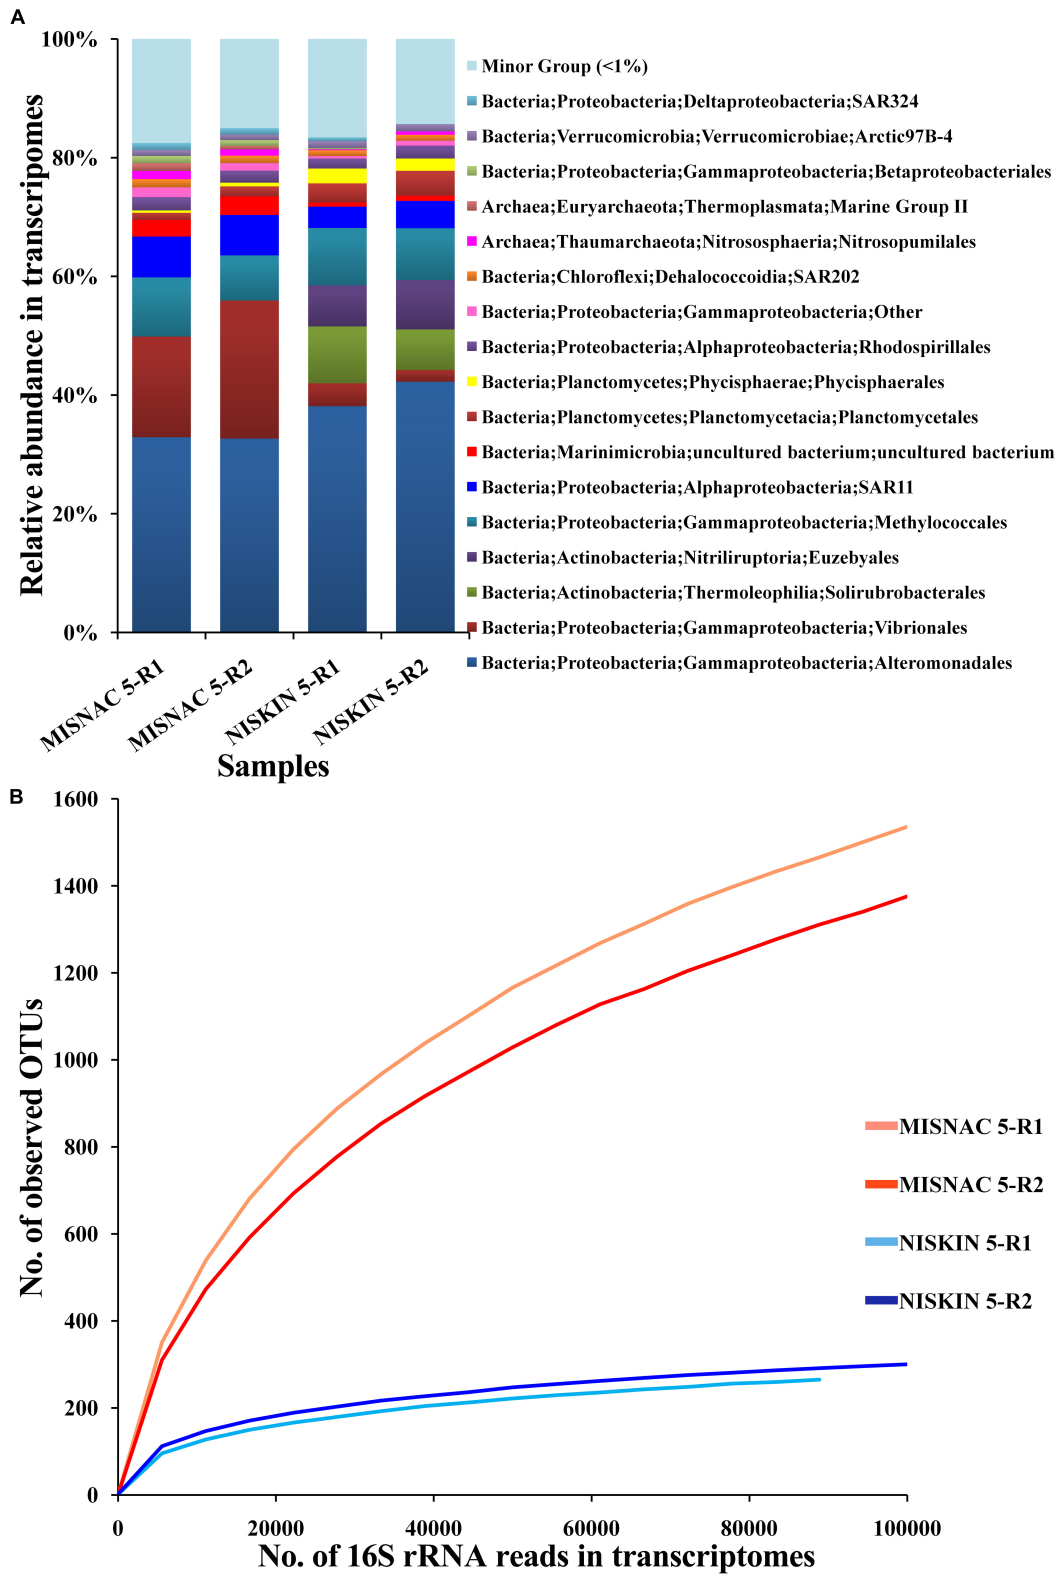 A
100%
80%
60%
40%
20%
0%
Relative abundance in transcripomes
MISNAC 5-R1
MISNAC 5-R2
NISKIN 5-R1
NISKIN 5-R2
Samples
Minor Group (<1%)
Bacteria;Proteobacteria;Deltaproteobacteria;SAR324
Bacteria;Verrucomicrobia;Verrucomicrobiae;Arctic97B-4
Bacteria;Proteobacteria;Gammaproteobacteria;Betaproteobacteriales
Archaea;Euryarchaeota;Thermoplasmata;Marine Group II
Archaea;Thaumarchaeota;Nitrososphaeria;Nitrosopumilales
Bacteria;Chloroflexi;Dehalococcoidia;SAR202
Bacteria;Proteobacteria;Gammaproteobacteria;Other
Bacteria;Proteobacteria;Alphaproteobacteria;Rhodospirillales
Bacteria;Planctomycetes;Phycisphaerae;Phycisphaerales
Bacteria;Planctomycetes;Planctomycetacia;Planctomycetales
Bacteria;Marinimicrobia;uncultured bacterium;uncultured bacterium
Bacteria;Proteobacteria;Alphaproteobacteria;SAR11
Bacteria;Proteobacteria;Gammaproteobacteria;Methylococcales
Bacteria;Actinobacteria;Nitriliruptoria;Euzebyales
Bacteria;Actinobacteria;Thermoleophilia;Solirubrobacterales
Bacteria;Proteobacteria;Gammaproteobacteria;Vibrionales
Bacteria;Proteobacteria;Gammaproteobacteria;Alteromonadales
B
1600
1400
1200
1000
800
600
400
200
0
No. of observed OTUs
0
20000
40000
60000
80000
100000
No. of 16S rRNA reads in transcriptomes
MISNAC 5-R1
MISNAC 5-R2
NISKIN 5-R1
NISKIN 5-R2